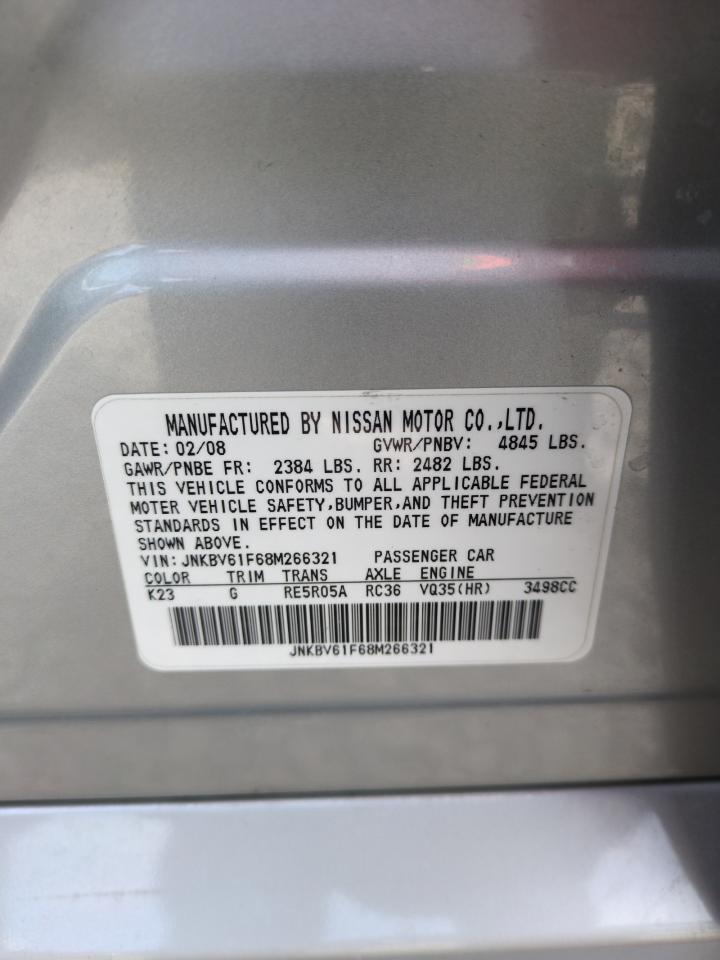 MANUFACTURED BY NISSAN MOTOR CO.,LTD.
DATE: 02/08 GVWR/PNBV: 4845 LBS.
GAWR/PNBE FR: 2384 LBS. RR: 2482 LBS.
THIS VEHICLE CONFORMS TO ALL APPLICABLE FEDERAL
MOTER VEHICLE SAFETY,BUMPER,AND THEFT PREVENTION
STANDARDS IN EFFECT ON THE DATE OF MANUFACTURE
SHOWN ABOVE.
VIN: JNKBV61F68M266321 PASSENGER CAR
COLOR TRIM TRANS AXLE ENGINE
K23 G RE5R05A RC36 VQ35(HR) 3498CC
JNKBV61F68M266321